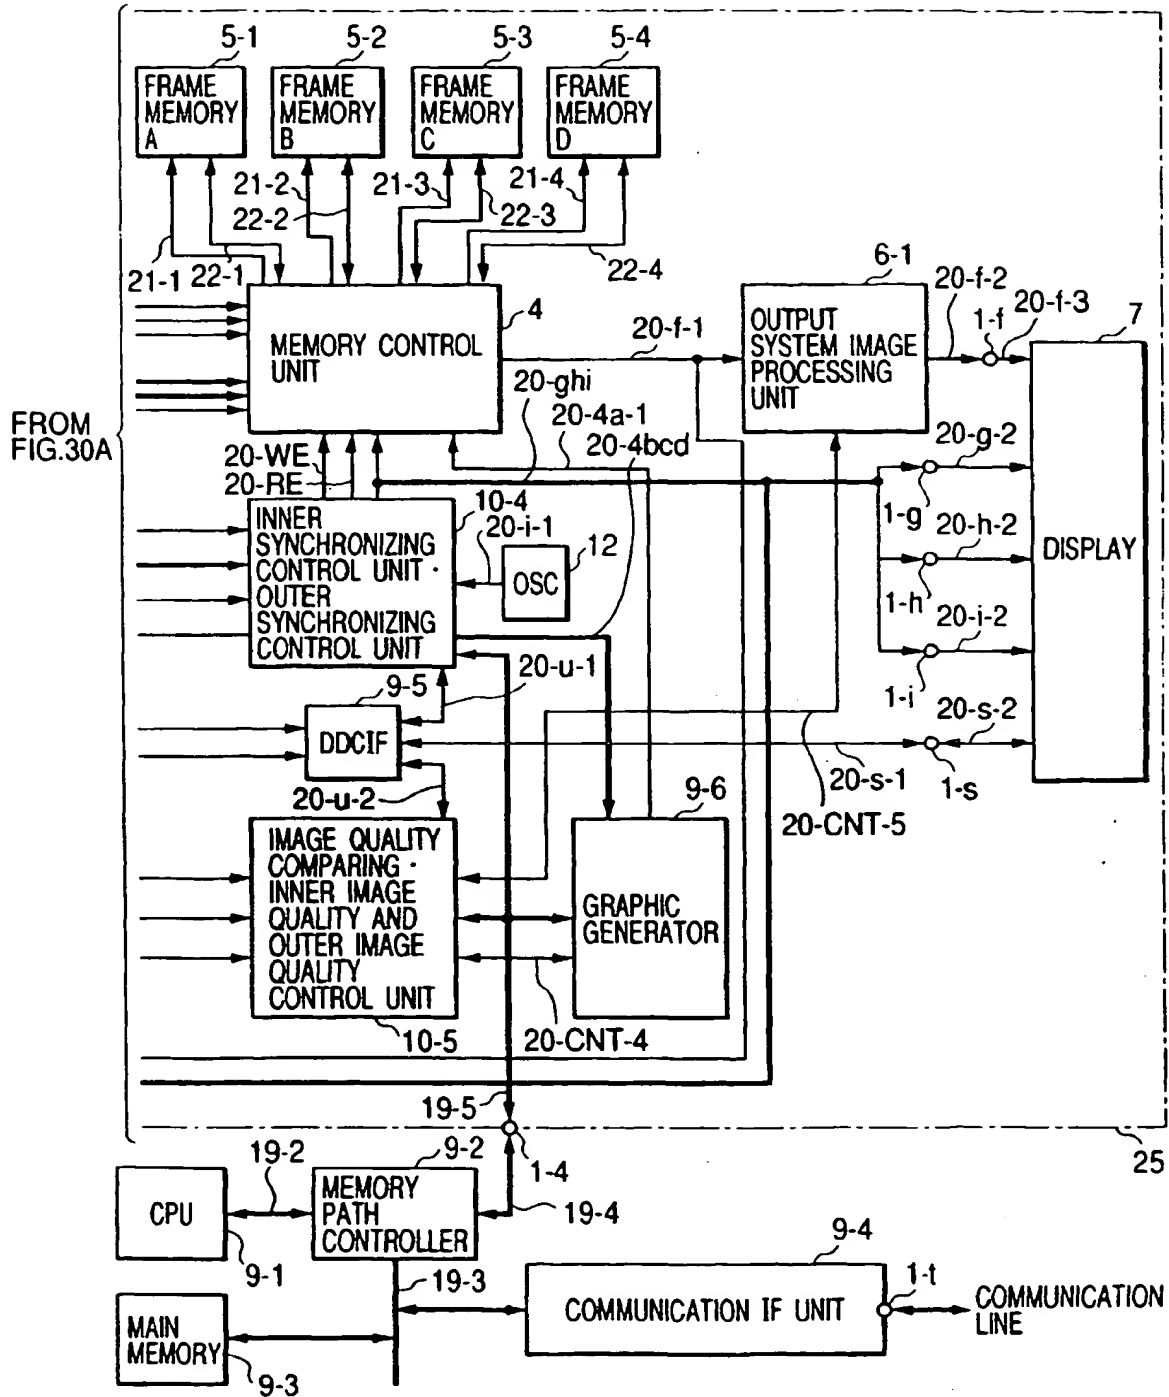 5-1
5-2
5-3
5-4
FRAME
MEMORY
A
FRAME
MEMORY
B
FRAME
MEMORY
C
FRAME
MEMORY
D
21-2
22-2
21-3
21-4
22-3
21-1
22-1
22-4
6-1
20-f-2
1-f
20-f-3
7
4
MEMORY CONTROL
UNIT
20-f-1
OUTPUT
SYSTEM IMAGE
PROCESSING
UNIT
20-ghi
20-4a-1
20-4bcd
FROM
FIG.30A
20-WE
20-RE
20-g-2
1-g
10-4
20-i-1
12
INNER
SYNCHRONIZING
CONTROL UNIT ·
OUTER
SYNCHRONIZING
CONTROL UNIT
OSC
20-h-2
1-h
DISPLAY
20-i-2
1-i
20-u-1
9-5
DDCIF
20-s-2
20-s-1
1-s
20-u-2
9-6
20-CNT-5
IMAGE QUALITY
COMPARING ·
INNER IMAGE
QUALITY AND
OUTER IMAGE
QUALITY
CONTROL UNIT
GRAPHIC
GENERATOR
10-5
20-CNT-4
19-5
1-4
25
19-2
9-2
CPU
MEMORY
PATH
CONTROLLER
19-4
9-1
19-3
9-4
1-t
COMMUNICATION IF UNIT
COMMUNICATION
LINE
MAIN
MEMORY
9-3